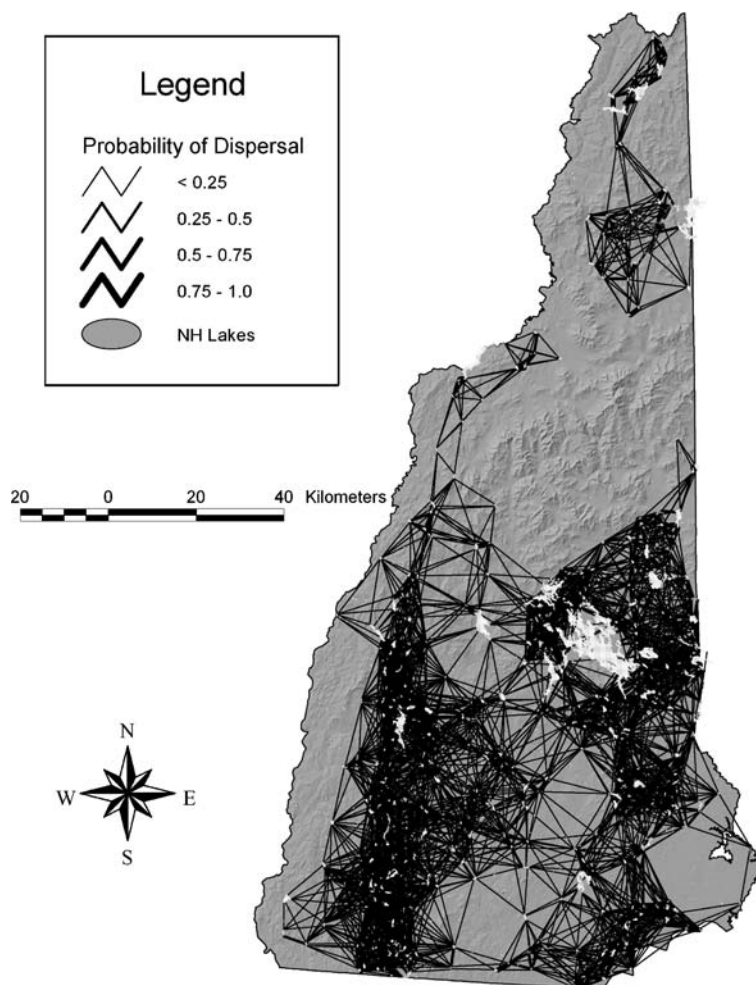 Legend
Probability of Dispersal
< 0.25
0.25 - 0.5
0.5 - 0.75
0.75 - 1.0
NH Lakes
20 0 20 40 Kilometers
N
W E
S